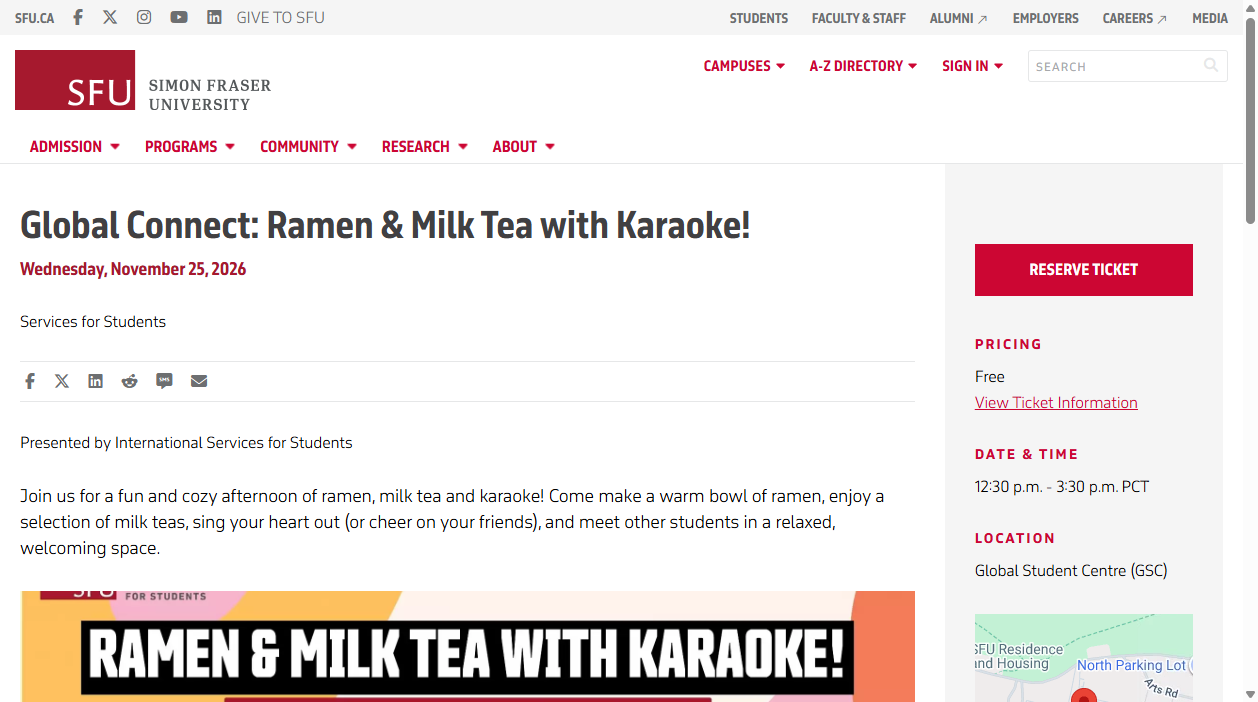 SFU.CA
GIVE TO SFU
STUDENTS
FACULTY & STAFF
ALUMNI
EMPLOYERS
CAREERS
MEDIA
SFU
SIMON FRASER
UNIVERSITY
CAMPUSES
A-Z DIRECTORY
SIGN IN
SEARCH
ADMISSION
PROGRAMS
COMMUNITY
RESEARCH
ABOUT
Global Connect: Ramen & Milk Tea with Karaoke!
Wednesday, November 25, 2026
Services for Students
SMS
Presented by International Services for Students
Join us for a fun and cozy afternoon of ramen, milk tea and karaoke! Come make a warm bowl of ramen, enjoy a
selection of milk teas, sing your heart out (or cheer on your friends), and meet other students in a relaxed,
welcoming space.
SFU
FOR STUDENTS
RAMEN & MILK TEA WITH KARAOKE!
RESERVE TICKET
PRICING
Free
View Ticket Information
DATE & TIME
12:30 p.m. - 3:30 p.m. PCT
LOCATION
Global Student Centre (GSC)
SFU Residence
and Housing
North Parking Lot (
Arts Rd